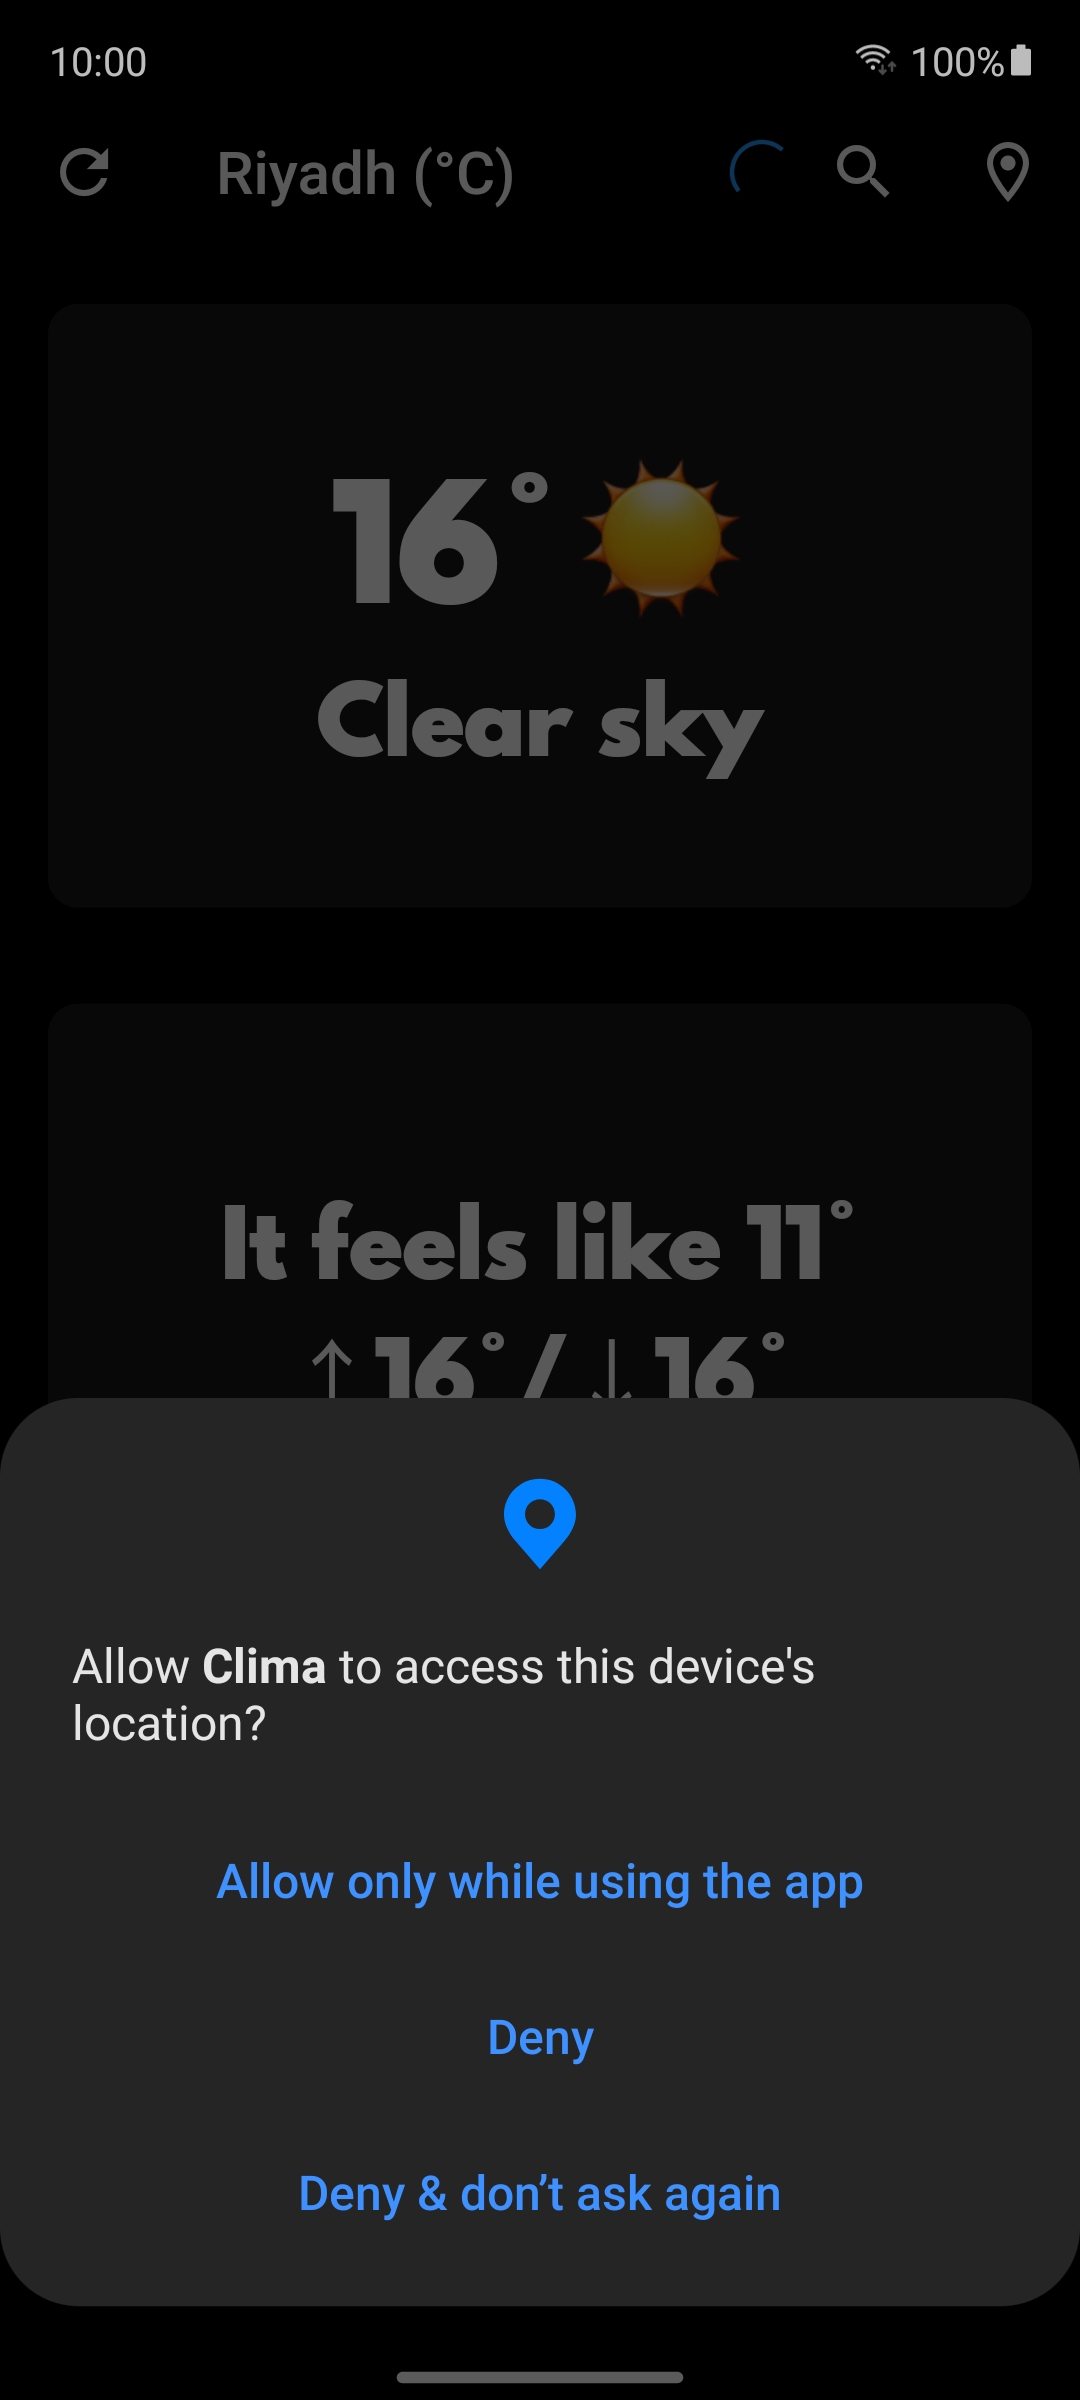 10:00
100%
Riyadh (°C)
16°
Clear sky
It feels like 11°
↑ 16° / ↓ 16°
Allow Clima to access this device's
location?
Allow only while using the app
Deny
Deny & don’t ask again